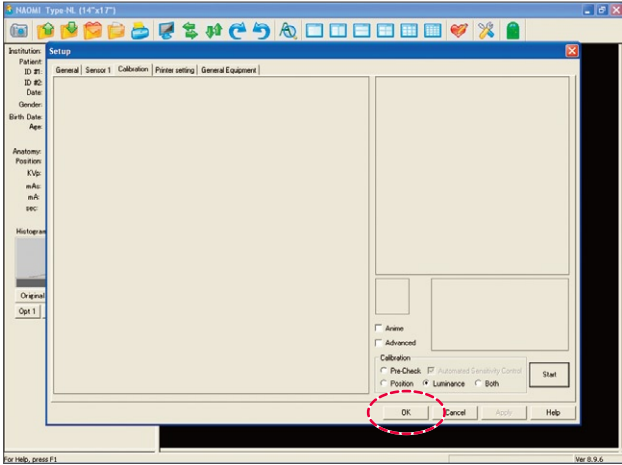 NAOMI Type-NL (14"x17")
Institution:
Patient:
ID #1:
ID #2:
Date:
Gender:
Birth Date:
Age:
Anatomy:
Position:
KVp:
mAs:
mA:
sec:
Histogram
Original
Opt 1
Setup
General Sensor 1 Calibration Printer setting General Equipment
Anime
Advanced
Calibration
Pre-Check Automated Sensitivity Control
Position Luminance Both
Start
OK Cancel Apply Help
For Help, press F1
Ver 8.9.6